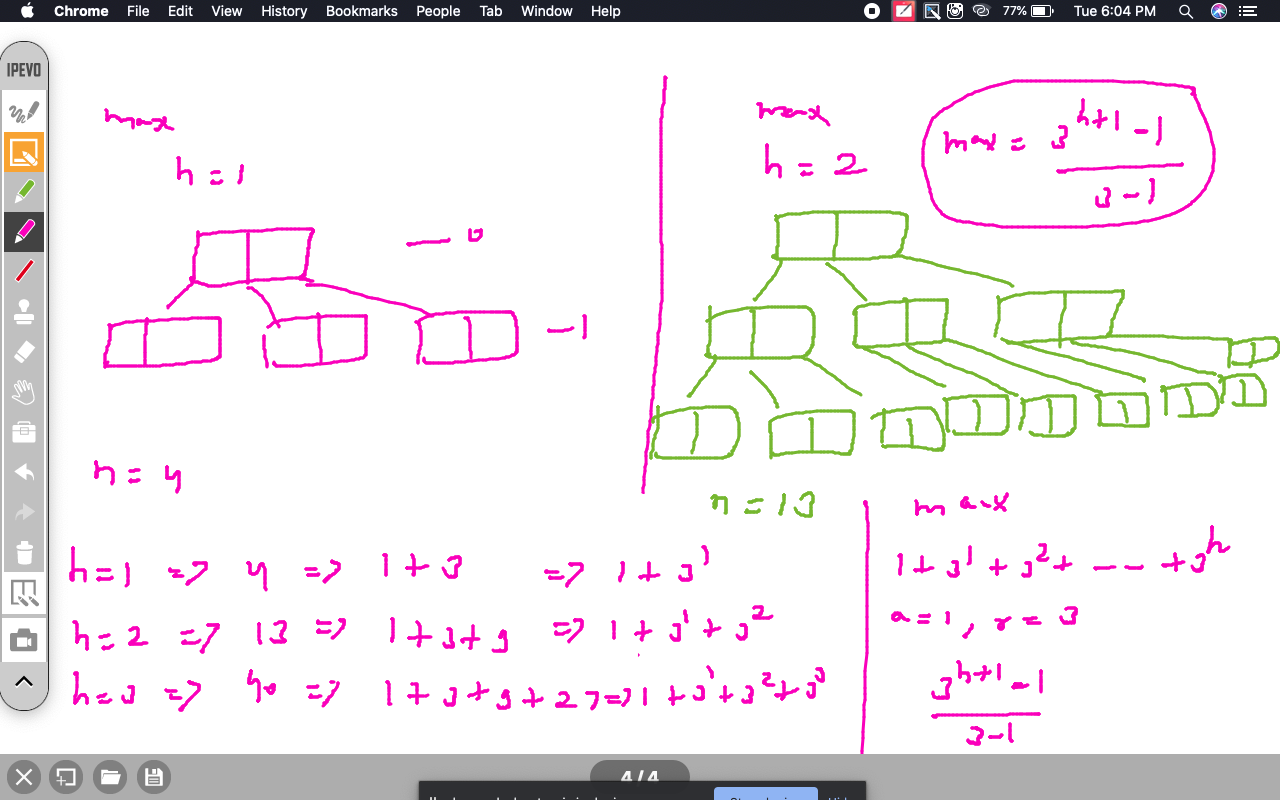 Chrome File Edit View History Bookmarks People Tab Window Help 77% Tue 6:04 PM
IPEVO
max
h = 1
0
-1
n = 4
max
h = 2
max = 3^(h+1) - 1
3 - 1
n = 13
h = 1 => 4 => 1 + 3 => 1 + 3^1
h = 2 => 13 => 1 + 3 + 9 => 1 + 3^1 + 3^2
h = 3 => 40 => 1 + 3 + 9 + 27 => 1 + 3^1 + 3^2 + 3^3
max
1 + 3^1 + 3^2 + -- + 3^h
a = 1, r = 3
3^(h+1) - 1
3 - 1
4 / 4